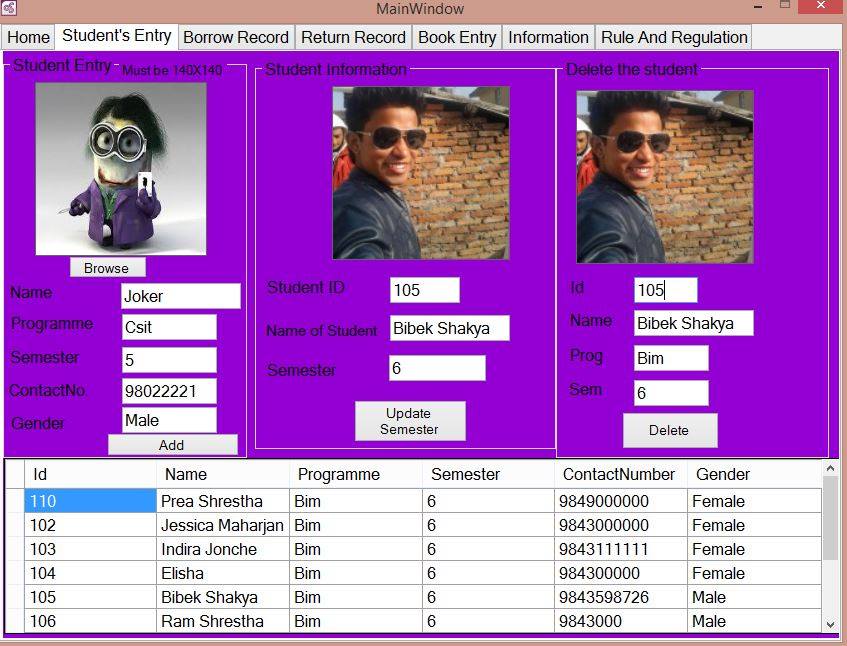 MainWindow
Home Student's Entry Borrow Record Return Record Book Entry Information Rule And Regulation
Student Entry Must be 140X140
Browse
Name Joker
Programme Csit
Semester 5
ContactNo. 98022221
Gender Male
Add
Student Information
Student ID 105
Name of Student Bibek Shakya
Semester 6
Update
Semester
Delete the student
Id 105
Name Bibek Shakya
Prog Bim
Sem 6
Delete
Id Name Programme Semester ContactNumber Gender
110 Prea Shrestha Bim 6 9849000000 Female
102 Jessica Maharjan Bim 6 9843000000 Female
103 Indira Jonche Bim 6 9843111111 Female
104 Elisha Bim 6 984300000 Female
105 Bibek Shakya Bim 6 9843598726 Male
106 Ram Shrestha Bim 6 9843000 Male